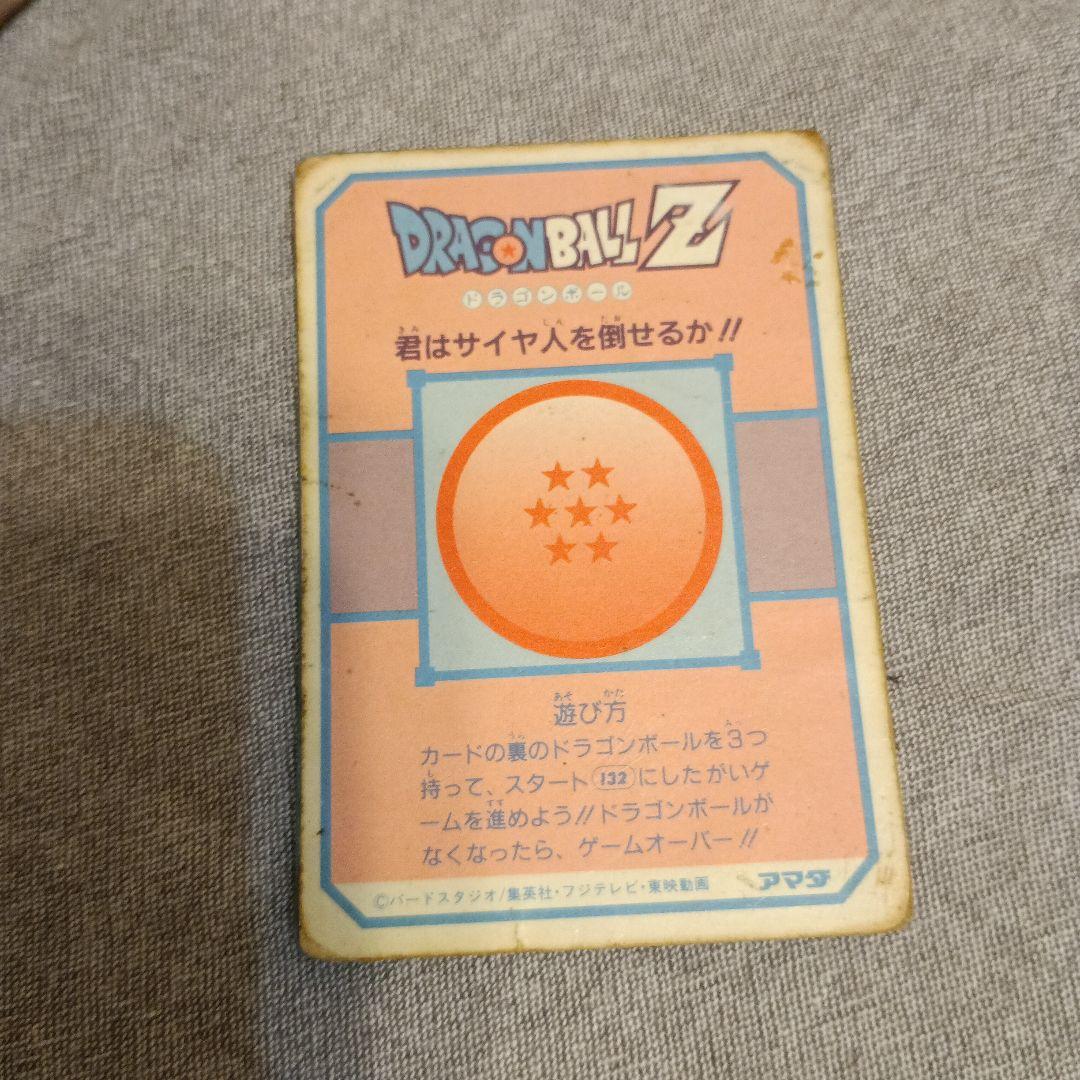 DRAGONBALL Z
ドラゴンボール
君はサイヤ人を倒せるか!!
遊び方
カードの裏のドラゴンボールを3つ
持って、スタート132にしたがいゲ
ームを進めよう!!ドラゴンボールが
なくなったら、ゲームオーバー!!
©バードスタジオ/集英社・フジテレビ・東映動画 アマダ